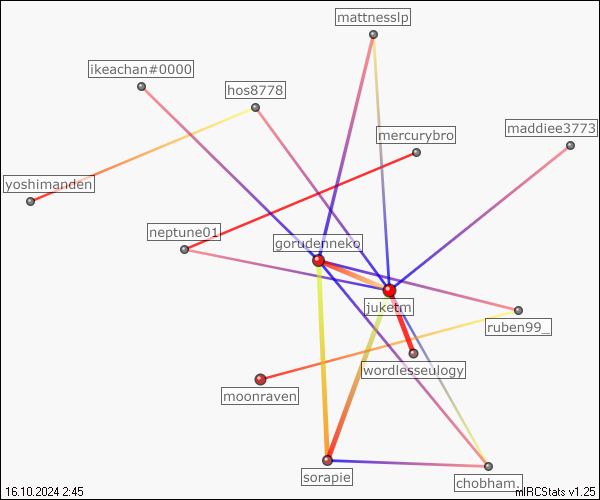 mattnesslp
ikeachan#0000
hos8778
mercurybro
maddiee3773
yoshimanden
neptune01
gorudenneko
juketm
ruben99_
wordlesseulogy
moonraven
sorapie
chobham.
16.10.2024 2:45
mIRCStats v1.25